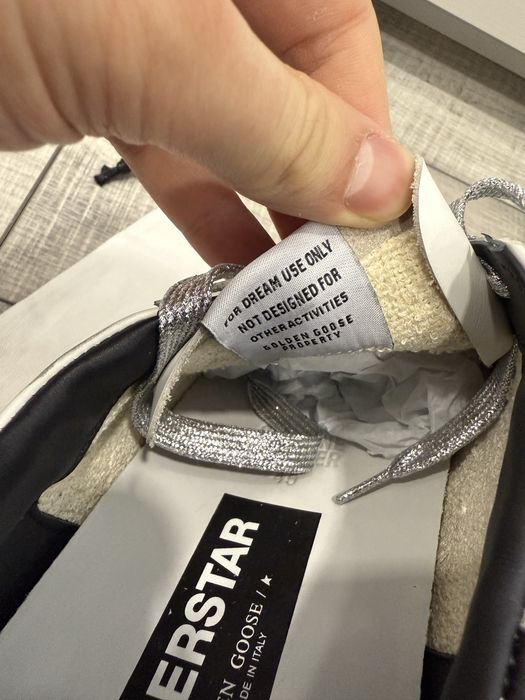 FOR DREAM USE ONLY
NOT DESIGNED FOR
OTHER ACTIVITIES
GOLDEN GOOSE
PROPERTY
ERSTAR
EN GOOSE /★
DE IN ITALY